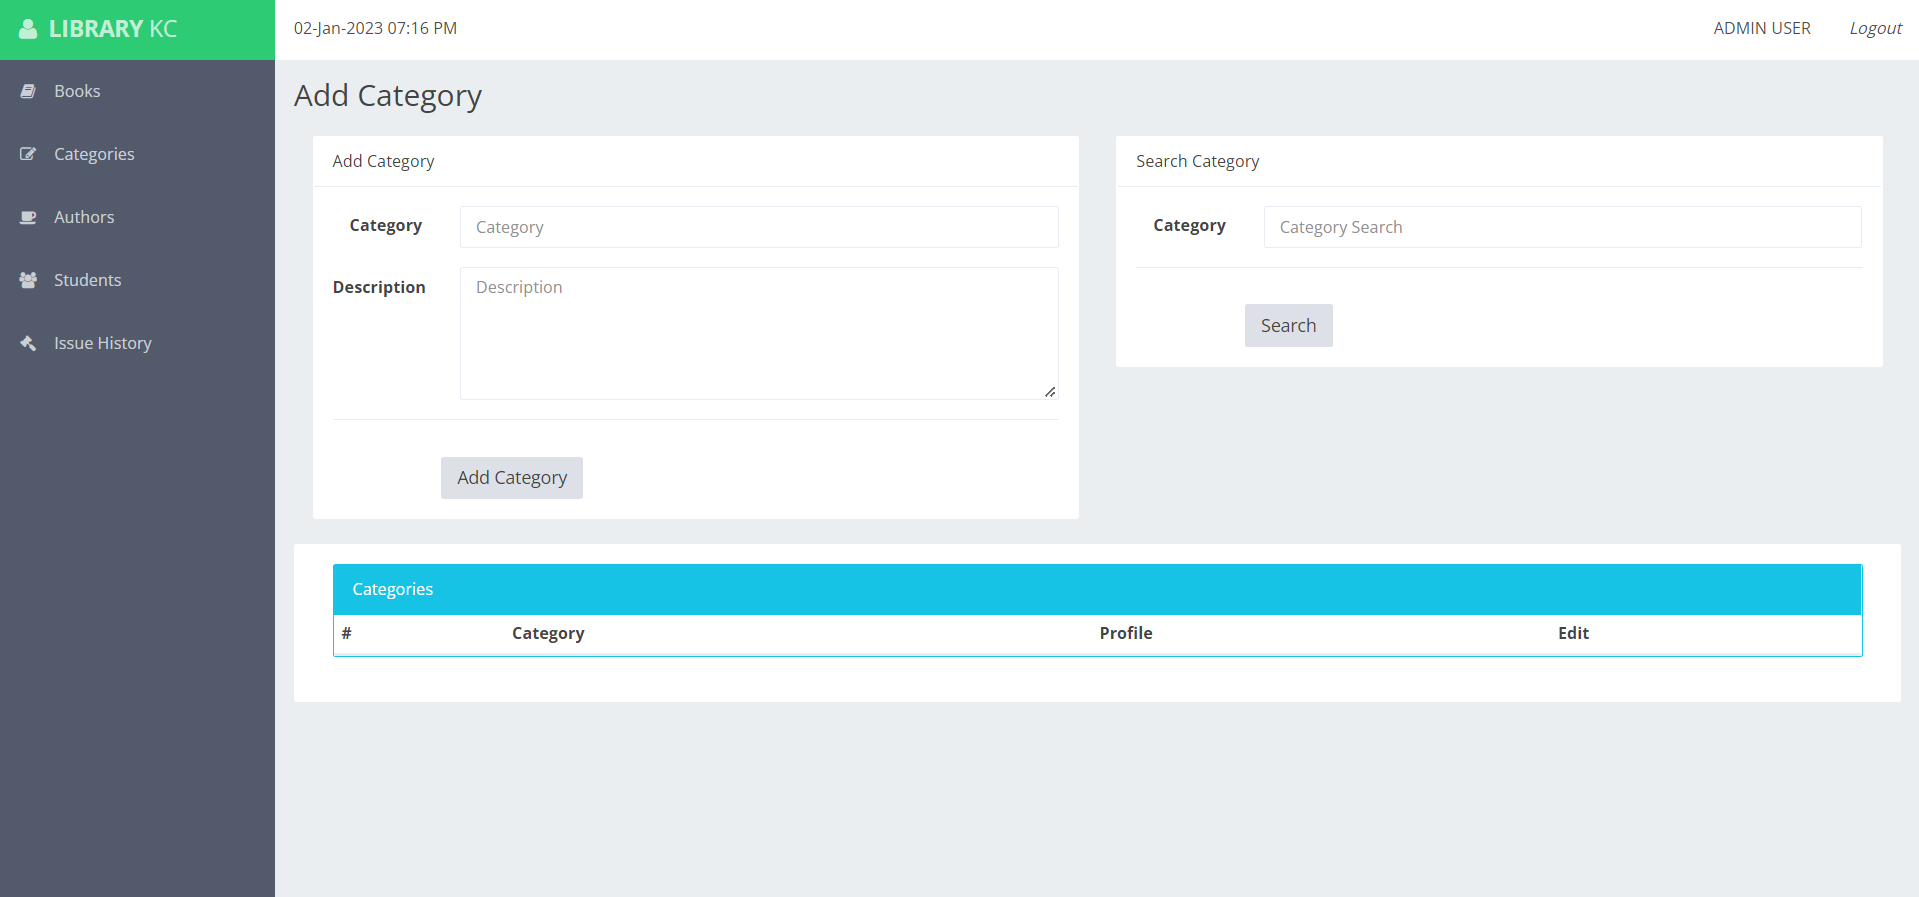 LIBRARY KC
02-Jan-2023 07:16 PM
ADMIN USER
Logout
Books
Categories
Authors
Students
Issue History
Add Category
Add Category
Category
Category
Description
Description
Add Category
Search Category
Category
Category Search
Search
Categories
# Category Profile Edit